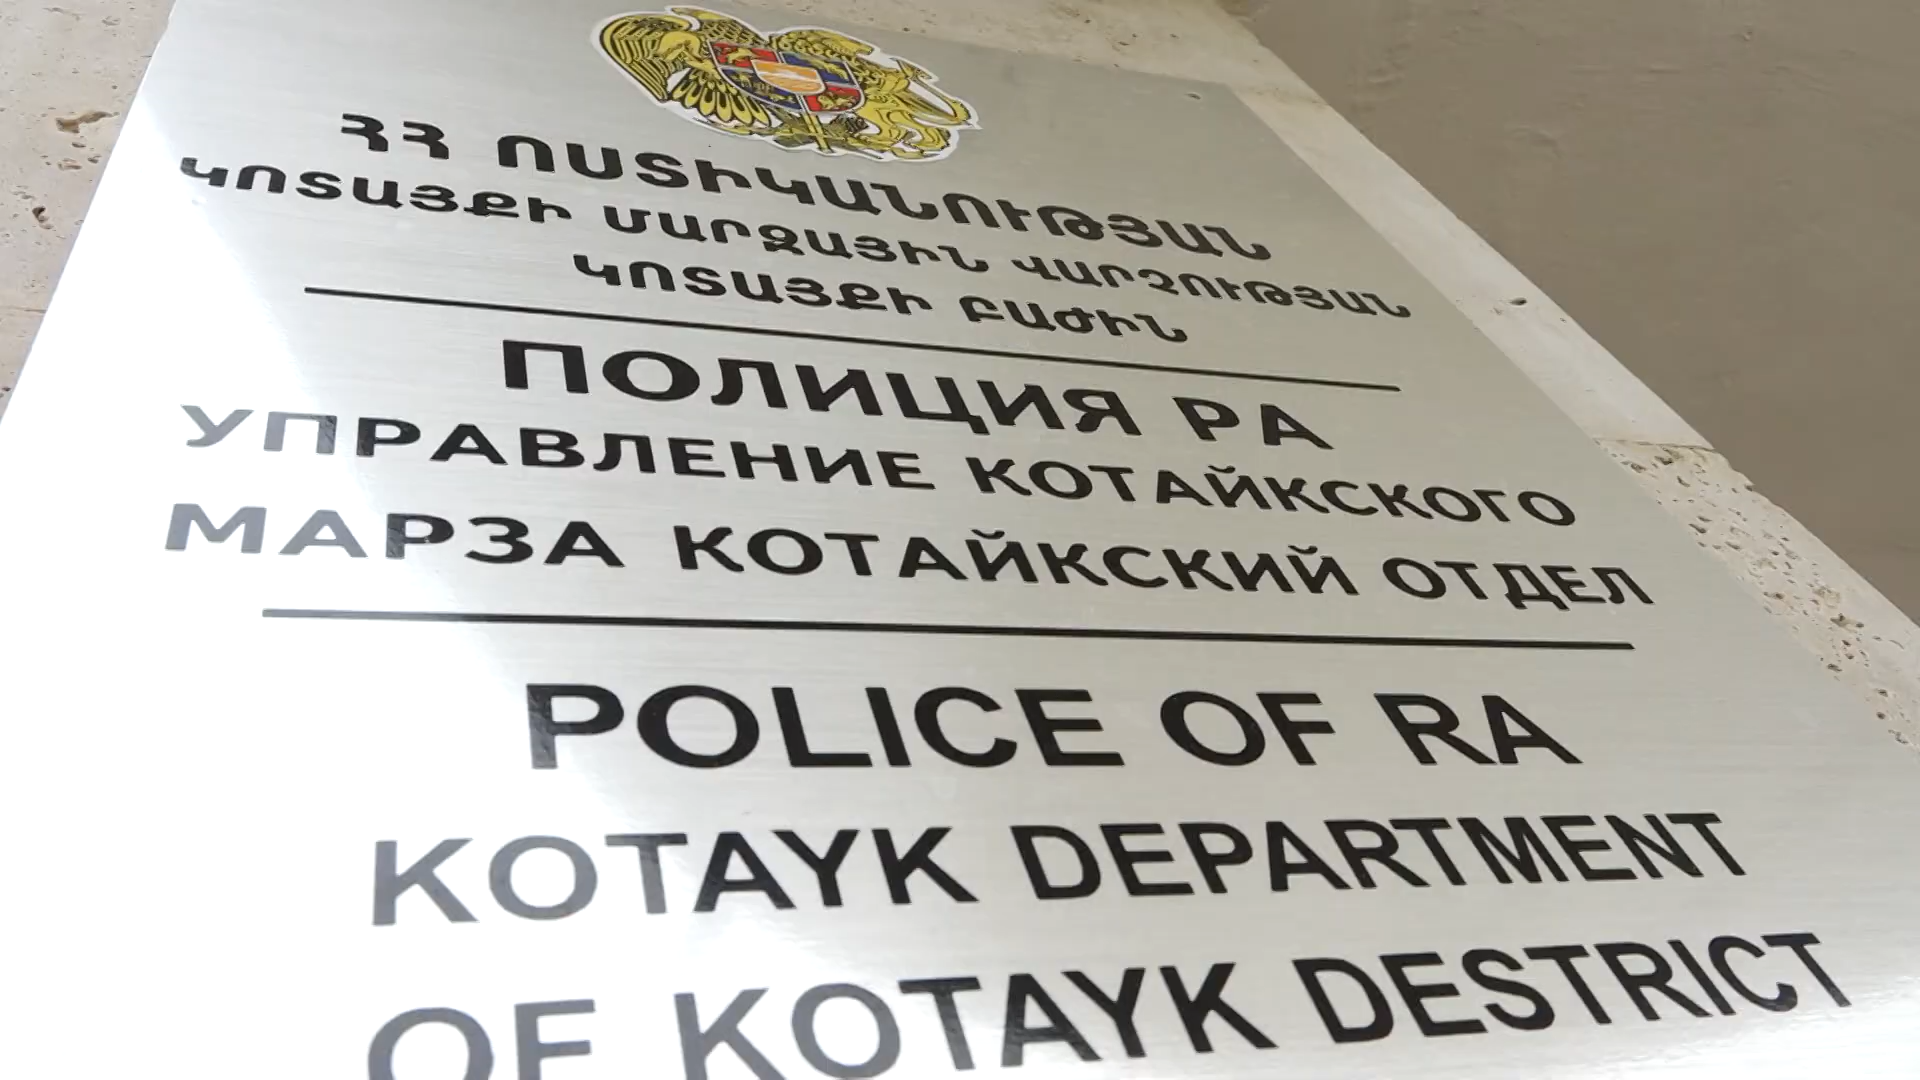 ՀՀ ՈՍՏԻԿԱՆՈՒԹՅԱՆ
ԿՈՏԱՅՔԻ ՄԱՐԶԱՅԻՆ ՎԱՐՉՈՒԹՅԱՆ
ԿՈՏԱՅՔԻ ԲԱԺԻՆ
ПОЛИЦИЯ РА
УПРАВЛЕНИЕ КОТАЙКСКОГО
МАРЗА КОТАЙКСКИЙ ОТДЕЛ
POLICE OF RA
KOTAYK DEPARTMENT
OF KOTAYK DESTRICT